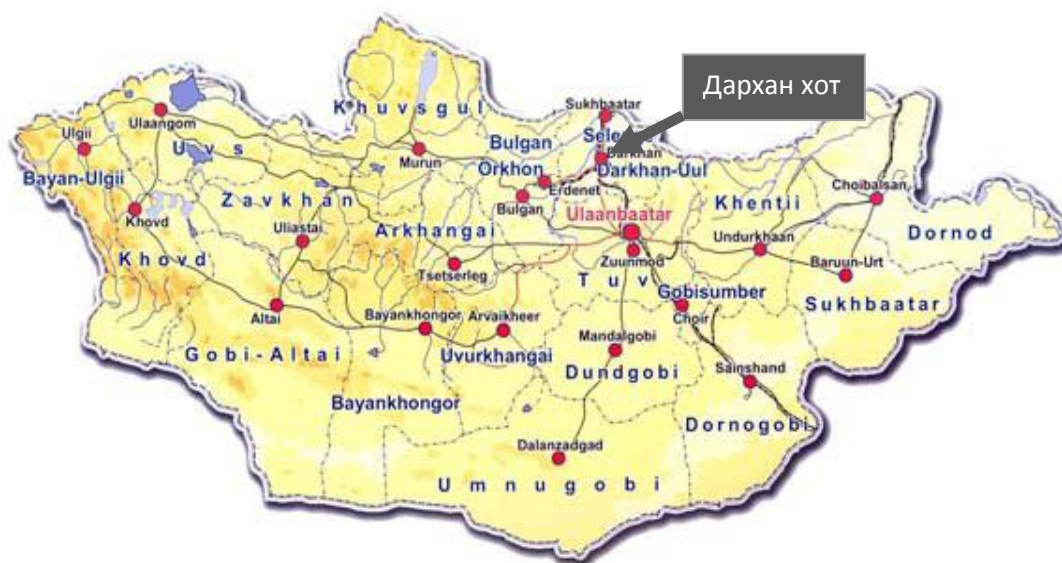 Дархан хот
Sukhbaatar
Khuvsgul
Selenge
Ulaangom
Bulgan
Darkhan
Ulgii
Uvs
Murun
Orkhon
Darkhan-Uul
Bayan-Ulgii
Erdenet
Choibalsan
Zavkhan
Bulgan
Khentii
Khovd
Ulaanbaatar
Uliastai
Arkhangai
Undurkhaan
Dornod
Khovd
Tsetserleg
Zuunmod
Baruun-Urt
Tuv
Gobisumber
Sukhbaatar
Altai
Bayankhongor
Arvaikheer
Choir
Mandalgobi
Gobi-Altai
Uvurkhangai
Dundgobi
Sainshand
Bayankhongor
Dornogobi
Dalanzadgad
Umnugobi